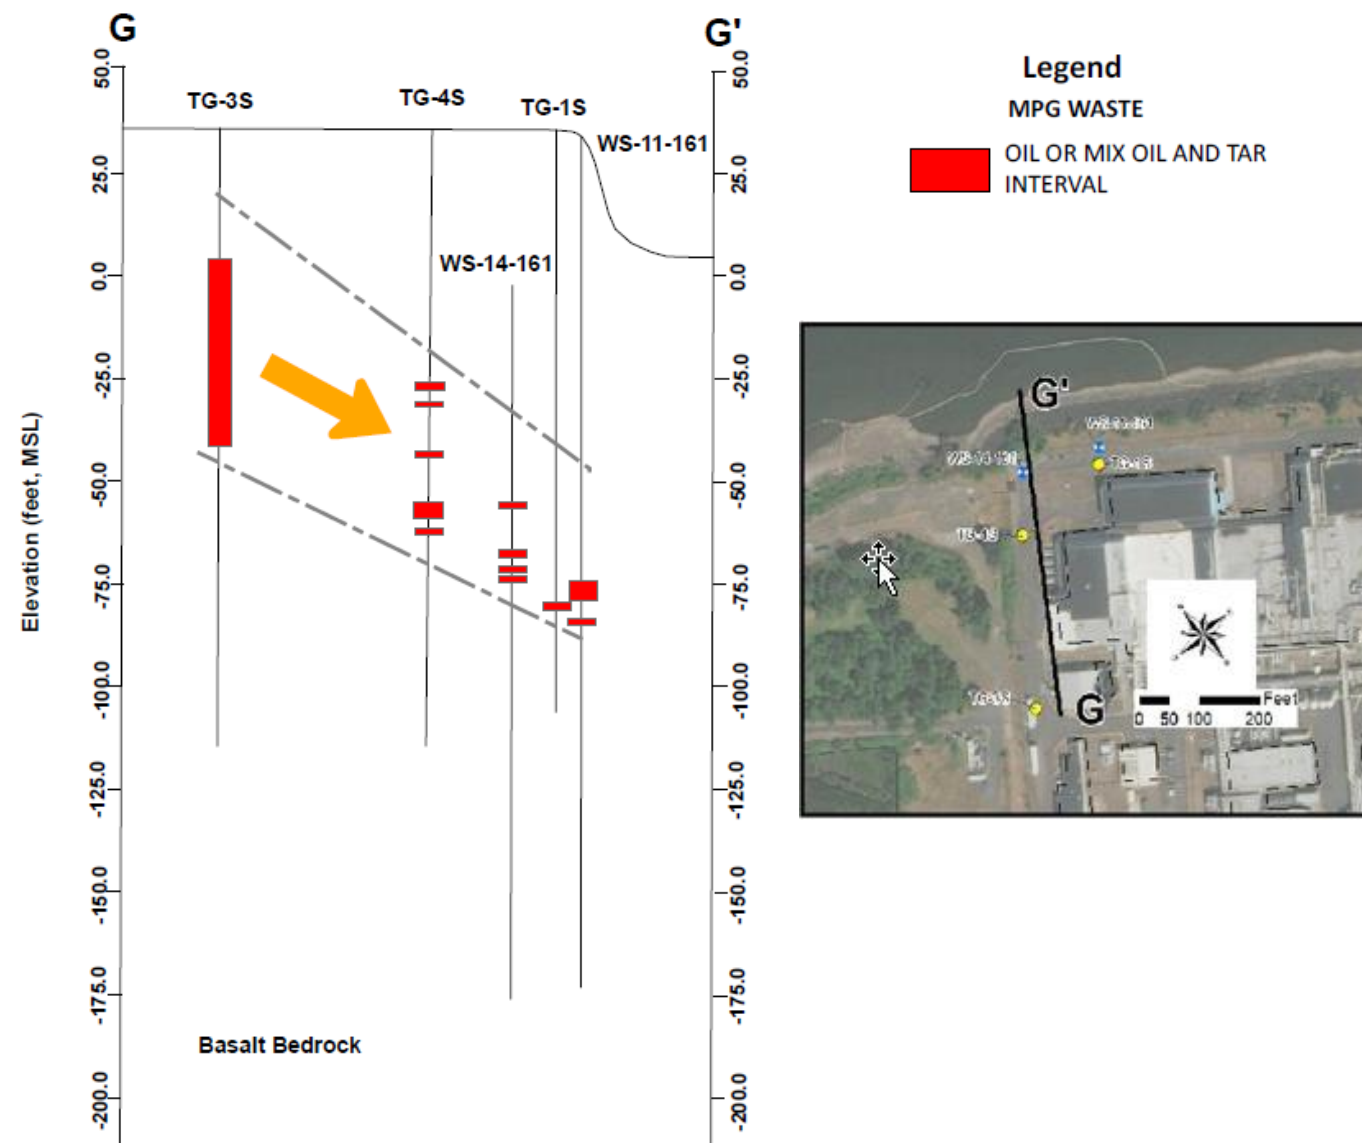 G
G'
50.0
25.0
0.0
-25.0
-50.0
-75.0
-100.0
-125.0
-150.0
-175.0
-200.0
Elevation (feet, MSL)
TG-3S
TG-4S
TG-1S
WS-11-161
WS-14-161
Basalt Bedrock
50.0
25.0
0.0
-25.0
-50.0
-75.0
-100.0
-125.0
-150.0
-175.0
-200.0
Legend
MPG WASTE
OIL OR MIX OIL AND TAR
INTERVAL
G'
G
Feet
0 50 100 200